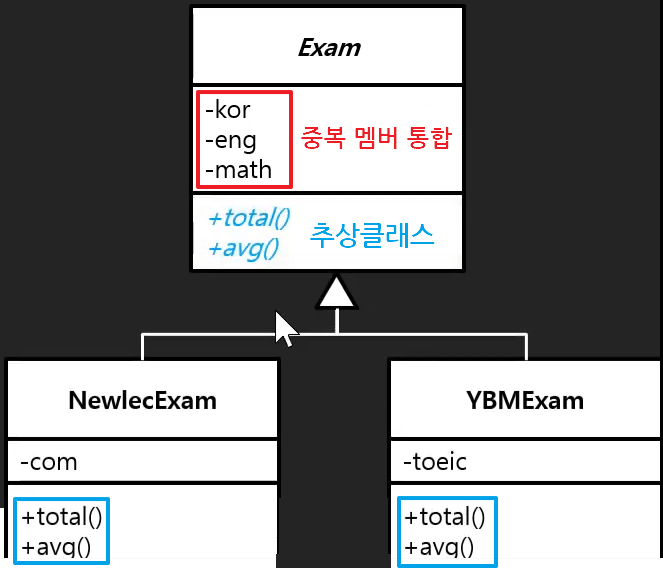 Exam
-kor
-eng
-math
중복 멤버 통합
+total()
+avg()
추상클래스
NewlecExam
-com
+total()
+avg()
YBMExam
-toeic
+total()
+avg()